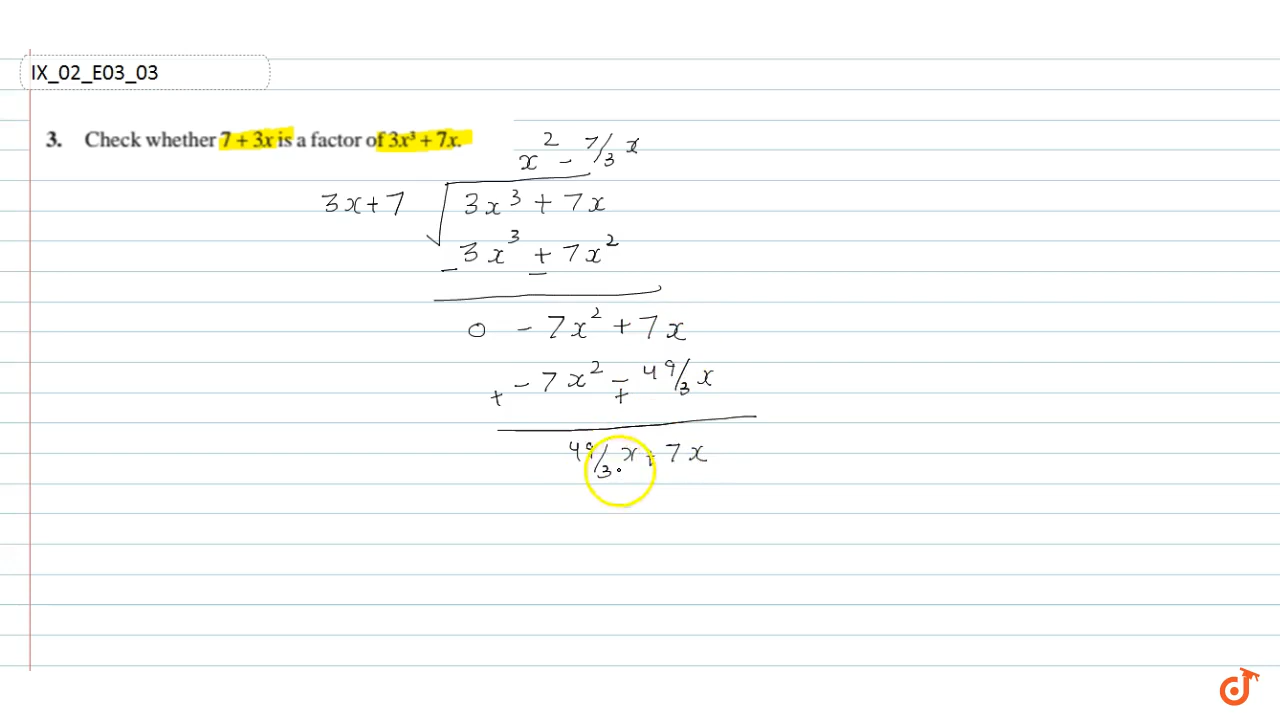 IX_02_E03_03
3. Check whether 7 + 3x is a factor of 3x³ + 7x.
x² - 7/3 x
3x+7 √ 3x³ + 7x
- 3x³ + 7x²
-
0 - 7x² + 7x
- 7x² - 49/3 x
+ +
49/3 x + 7x